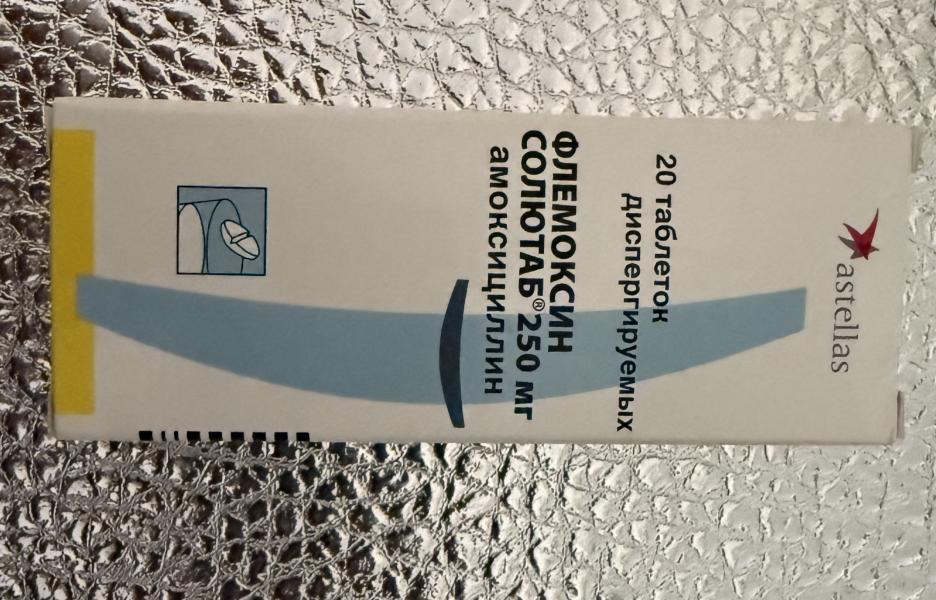 astellas
20 таблеток
диспергируемых
ФЛЕМОКСИН
СОЛЮТАБ® 250 мг
амоксициллин